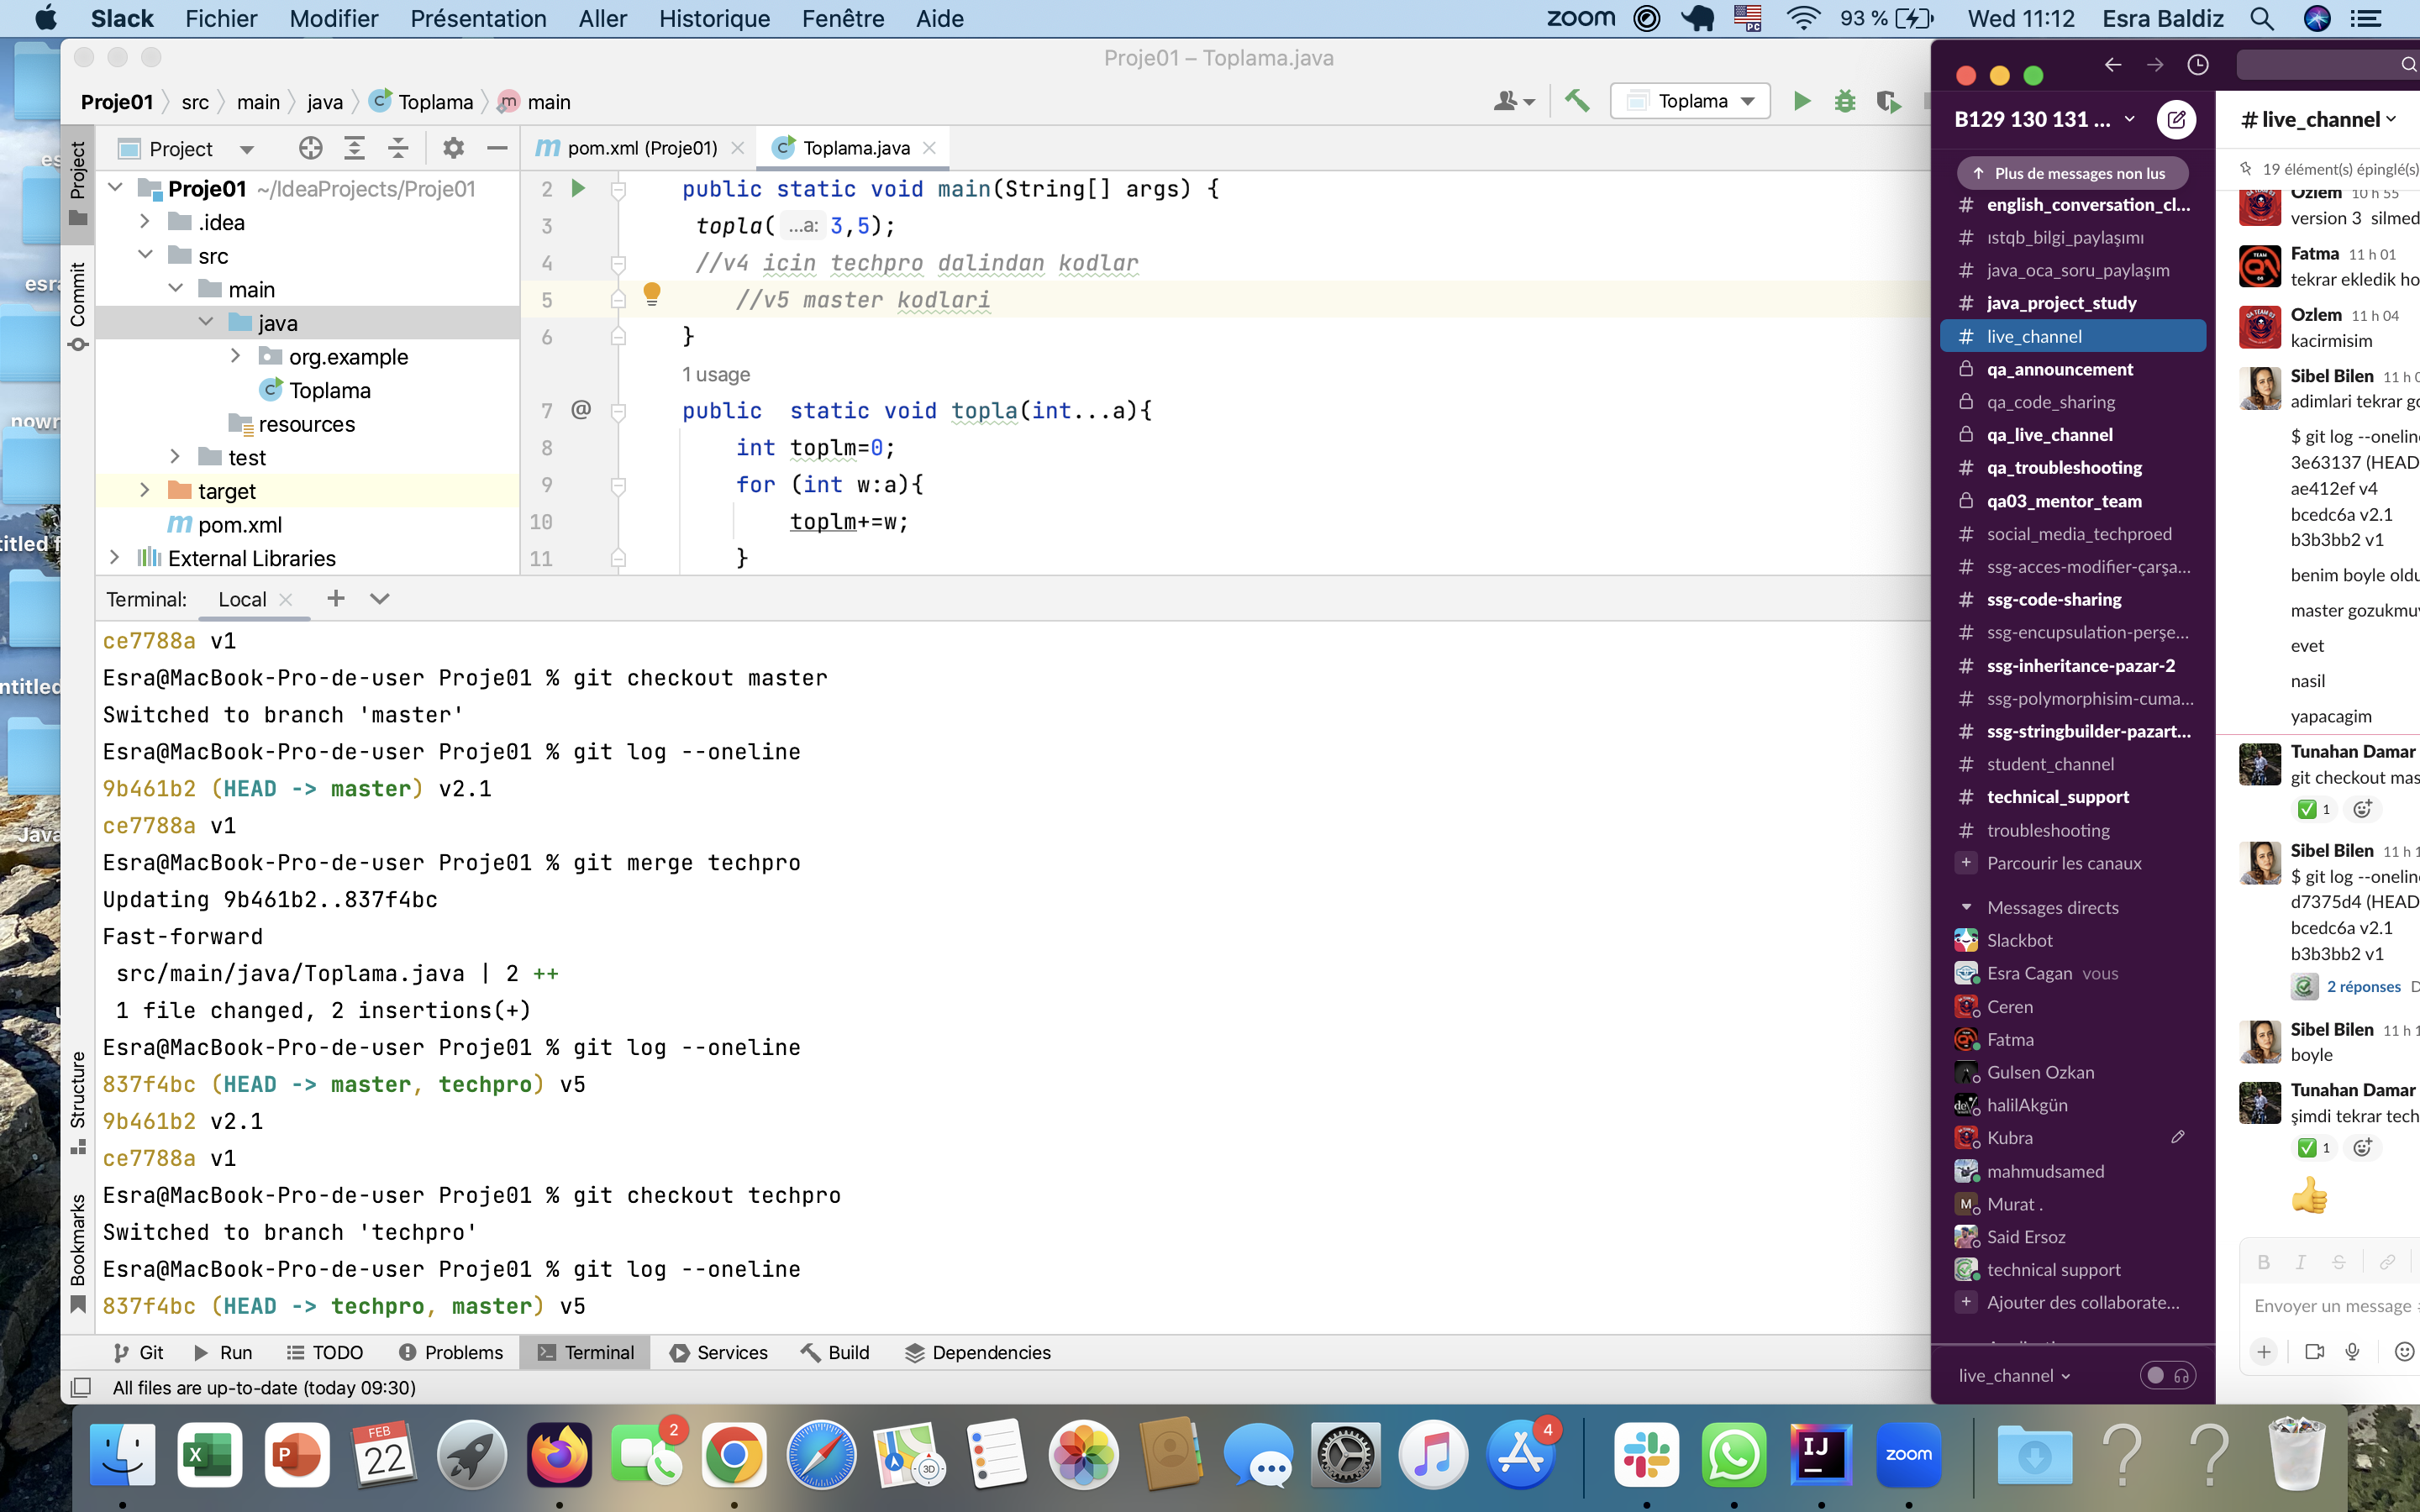 Slack Fichier Modifier Présentation Aller Historique Fenêtre Aide zoom PC 93 % Wed 11:12 Esra Baldiz
Proje01 – Toplama.java
Proje01 src main java Toplama main
Toplama
Project
pom.xml (Proje01)
Toplama.java
Proje01 ~/IdeaProjects/Proje01
.idea
src
main
java
org.example
Toplama
resources
test
target
pom.xml
External Libraries
Project
Commit
Structure
Bookmarks
2 public static void main(String[] args) {
3 topla( ...a: 3,5);
4 //v4 icin techpro dalindan kodlar
5 //v5 master kodlari
6 }
1 usage
7 @ public static void topla(int...a){
8 int toplm=0;
9 for (int w:a){
10 toplm+=w;
11 }
Terminal: Local
ce7788a v1
Esra@MacBook-Pro-de-user Proje01 % git checkout master
Switched to branch 'master'
Esra@MacBook-Pro-de-user Proje01 % git log --oneline
9b461b2 (HEAD -> master) v2.1
ce7788a v1
Esra@MacBook-Pro-de-user Proje01 % git merge techpro
Updating 9b461b2..837f4bc
Fast-forward
src/main/java/Toplama.java | 2 ++
1 file changed, 2 insertions(+)
Esra@MacBook-Pro-de-user Proje01 % git log --oneline
837f4bc (HEAD -> master, techpro) v5
9b461b2 v2.1
ce7788a v1
Esra@MacBook-Pro-de-user Proje01 % git checkout techpro
Switched to branch 'techpro'
Esra@MacBook-Pro-de-user Proje01 % git log --oneline
837f4bc (HEAD -> techpro, master) v5
Git Run TODO Problems Terminal Services Build Dependencies
All files are up-to-date (today 09:30)
B129 130 131 ...
Plus de messages non lus
# english_conversation_cl...
# ıstqb_bilgi_paylaşımı
# java_oca_soru_paylaşım
# java_project_study
# live_channel
qa_announcement
qa_code_sharing
qa_live_channel
# qa_troubleshooting
qa03_mentor_team
# social_media_techproed
# ssg-acces-modifier-çarşa...
# ssg-code-sharing
# ssg-encupsulation-perşe...
# ssg-inheritance-pazar-2
# ssg-polymorphisim-cuma...
# ssg-stringbuilder-pazart...
# student_channel
# technical_support
# troubleshooting
+ Parcourir les canaux
Messages directs
Slackbot
Esra Cagan vous
Ceren
Fatma
Gulsen Ozkan
halilAkgün
Kubra
mahmudsamed
M Murat .
Said Ersoz
technical support
+ Ajouter des collaborate...
live_channel
# live_channel
19 élément(s) épinglé(s)
Ozlem 10 h 55
version 3 silmed
Fatma 11 h 01
tekrar ekledik ho
Ozlem 11 h 04
kacirmisim
Sibel Bilen 11 h 0
adimlari tekrar go
$ git log --oneline
3e63137 (HEAD
ae412ef v4
bcedc6a v2.1
b3b3bb2 v1
benim boyle oldu
master gozukmuy
evet
nasil
yapacagim
Tunahan Damar
git checkout mas
1
Sibel Bilen 11 h 1
$ git log --oneline
d7375d4 (HEAD
bcedc6a v2.1
b3b3bb2 v1
2 réponses D
Sibel Bilen 11 h 1
boyle
Tunahan Damar
şimdi tekrar tech
1
B I S
Envoyer un message
esr
nowr
titled f
ntitled
Java
FEB
22
2
3D
4
IJ
zoom